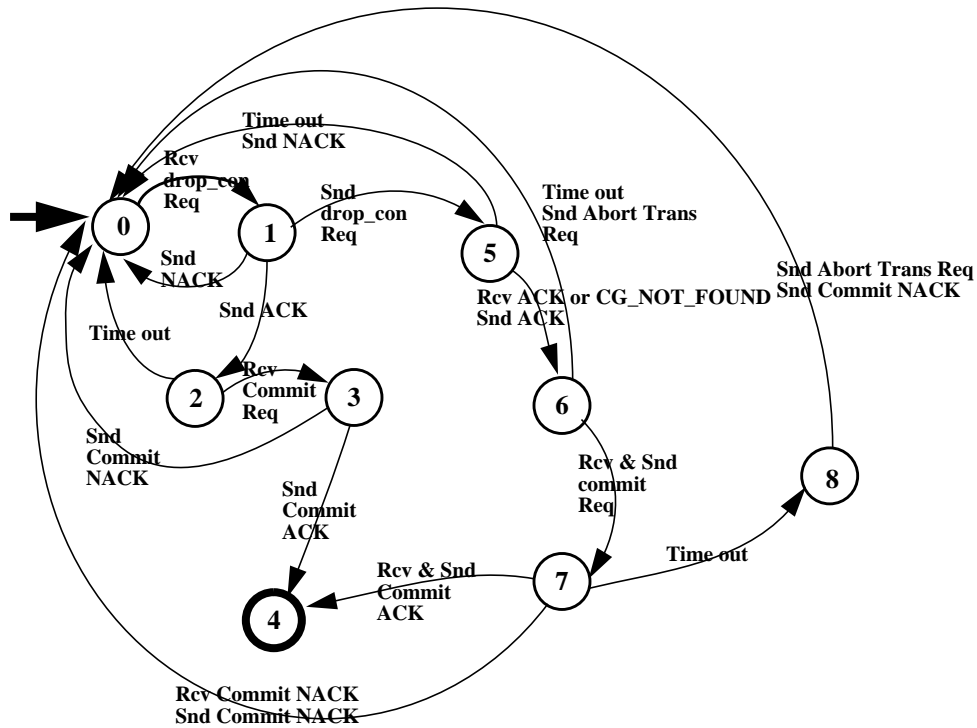 Time out
Snd NACK
Rcv
drop_con
Req
Snd
drop_con
Req
Time out
Snd Abort Trans
Req
0
1
5
Snd
NACK
Snd Abort Trans Req
Snd Commit NACK
Rcv ACK or CG_NOT_FOUND
Snd ACK
Snd ACK
Time out
Rcv
Commit
Req
2
3
6
Snd
Commit
NACK
Rcv & Snd
commit
Req
8
Snd
Commit
ACK
Time out
Rcv & Snd
Commit
ACK
7
4
Rcv Commit NACK
Snd Commit NACK